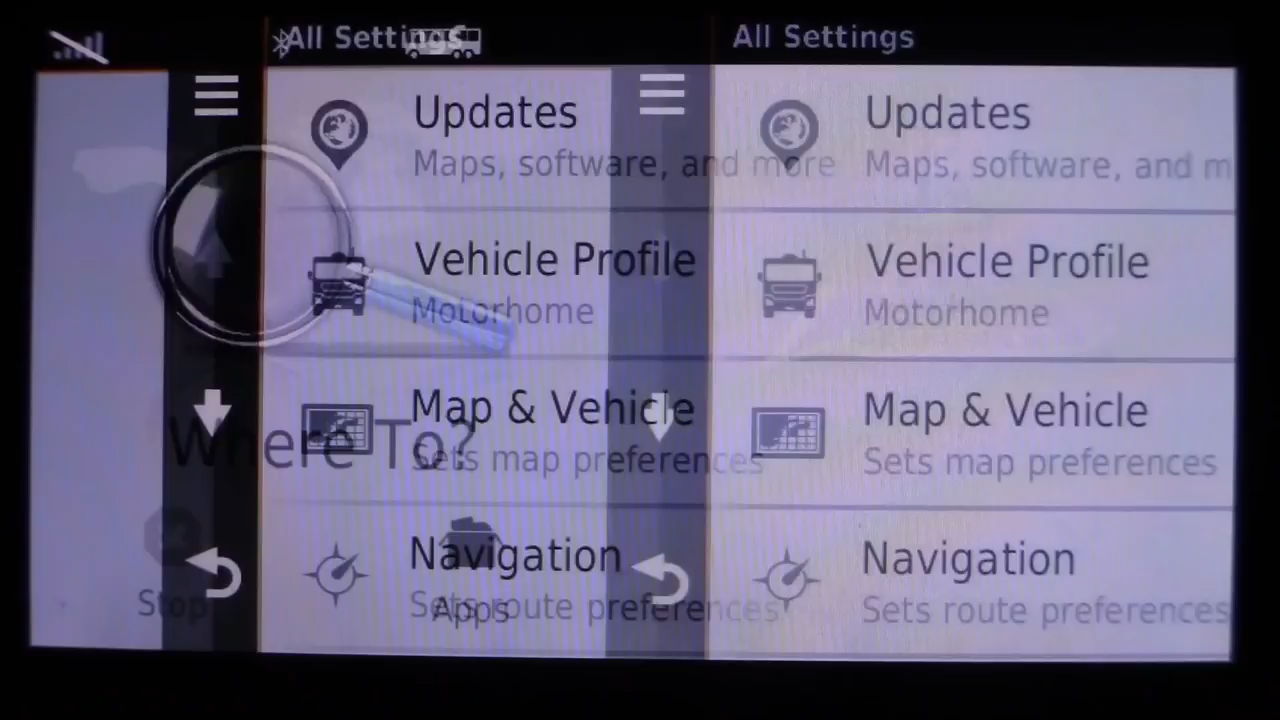 All Settings
Updates
Maps, software, and more
Vehicle Profile
Motorhome
Map & Vehicle
Sets map preferences
Navigation
Sets route preferences
Where To?
Stop
Apps
All Settings
Updates
Maps, software, and m
Vehicle Profile
Motorhome
Map & Vehicle
Sets map preferences
Navigation
Sets route preferences